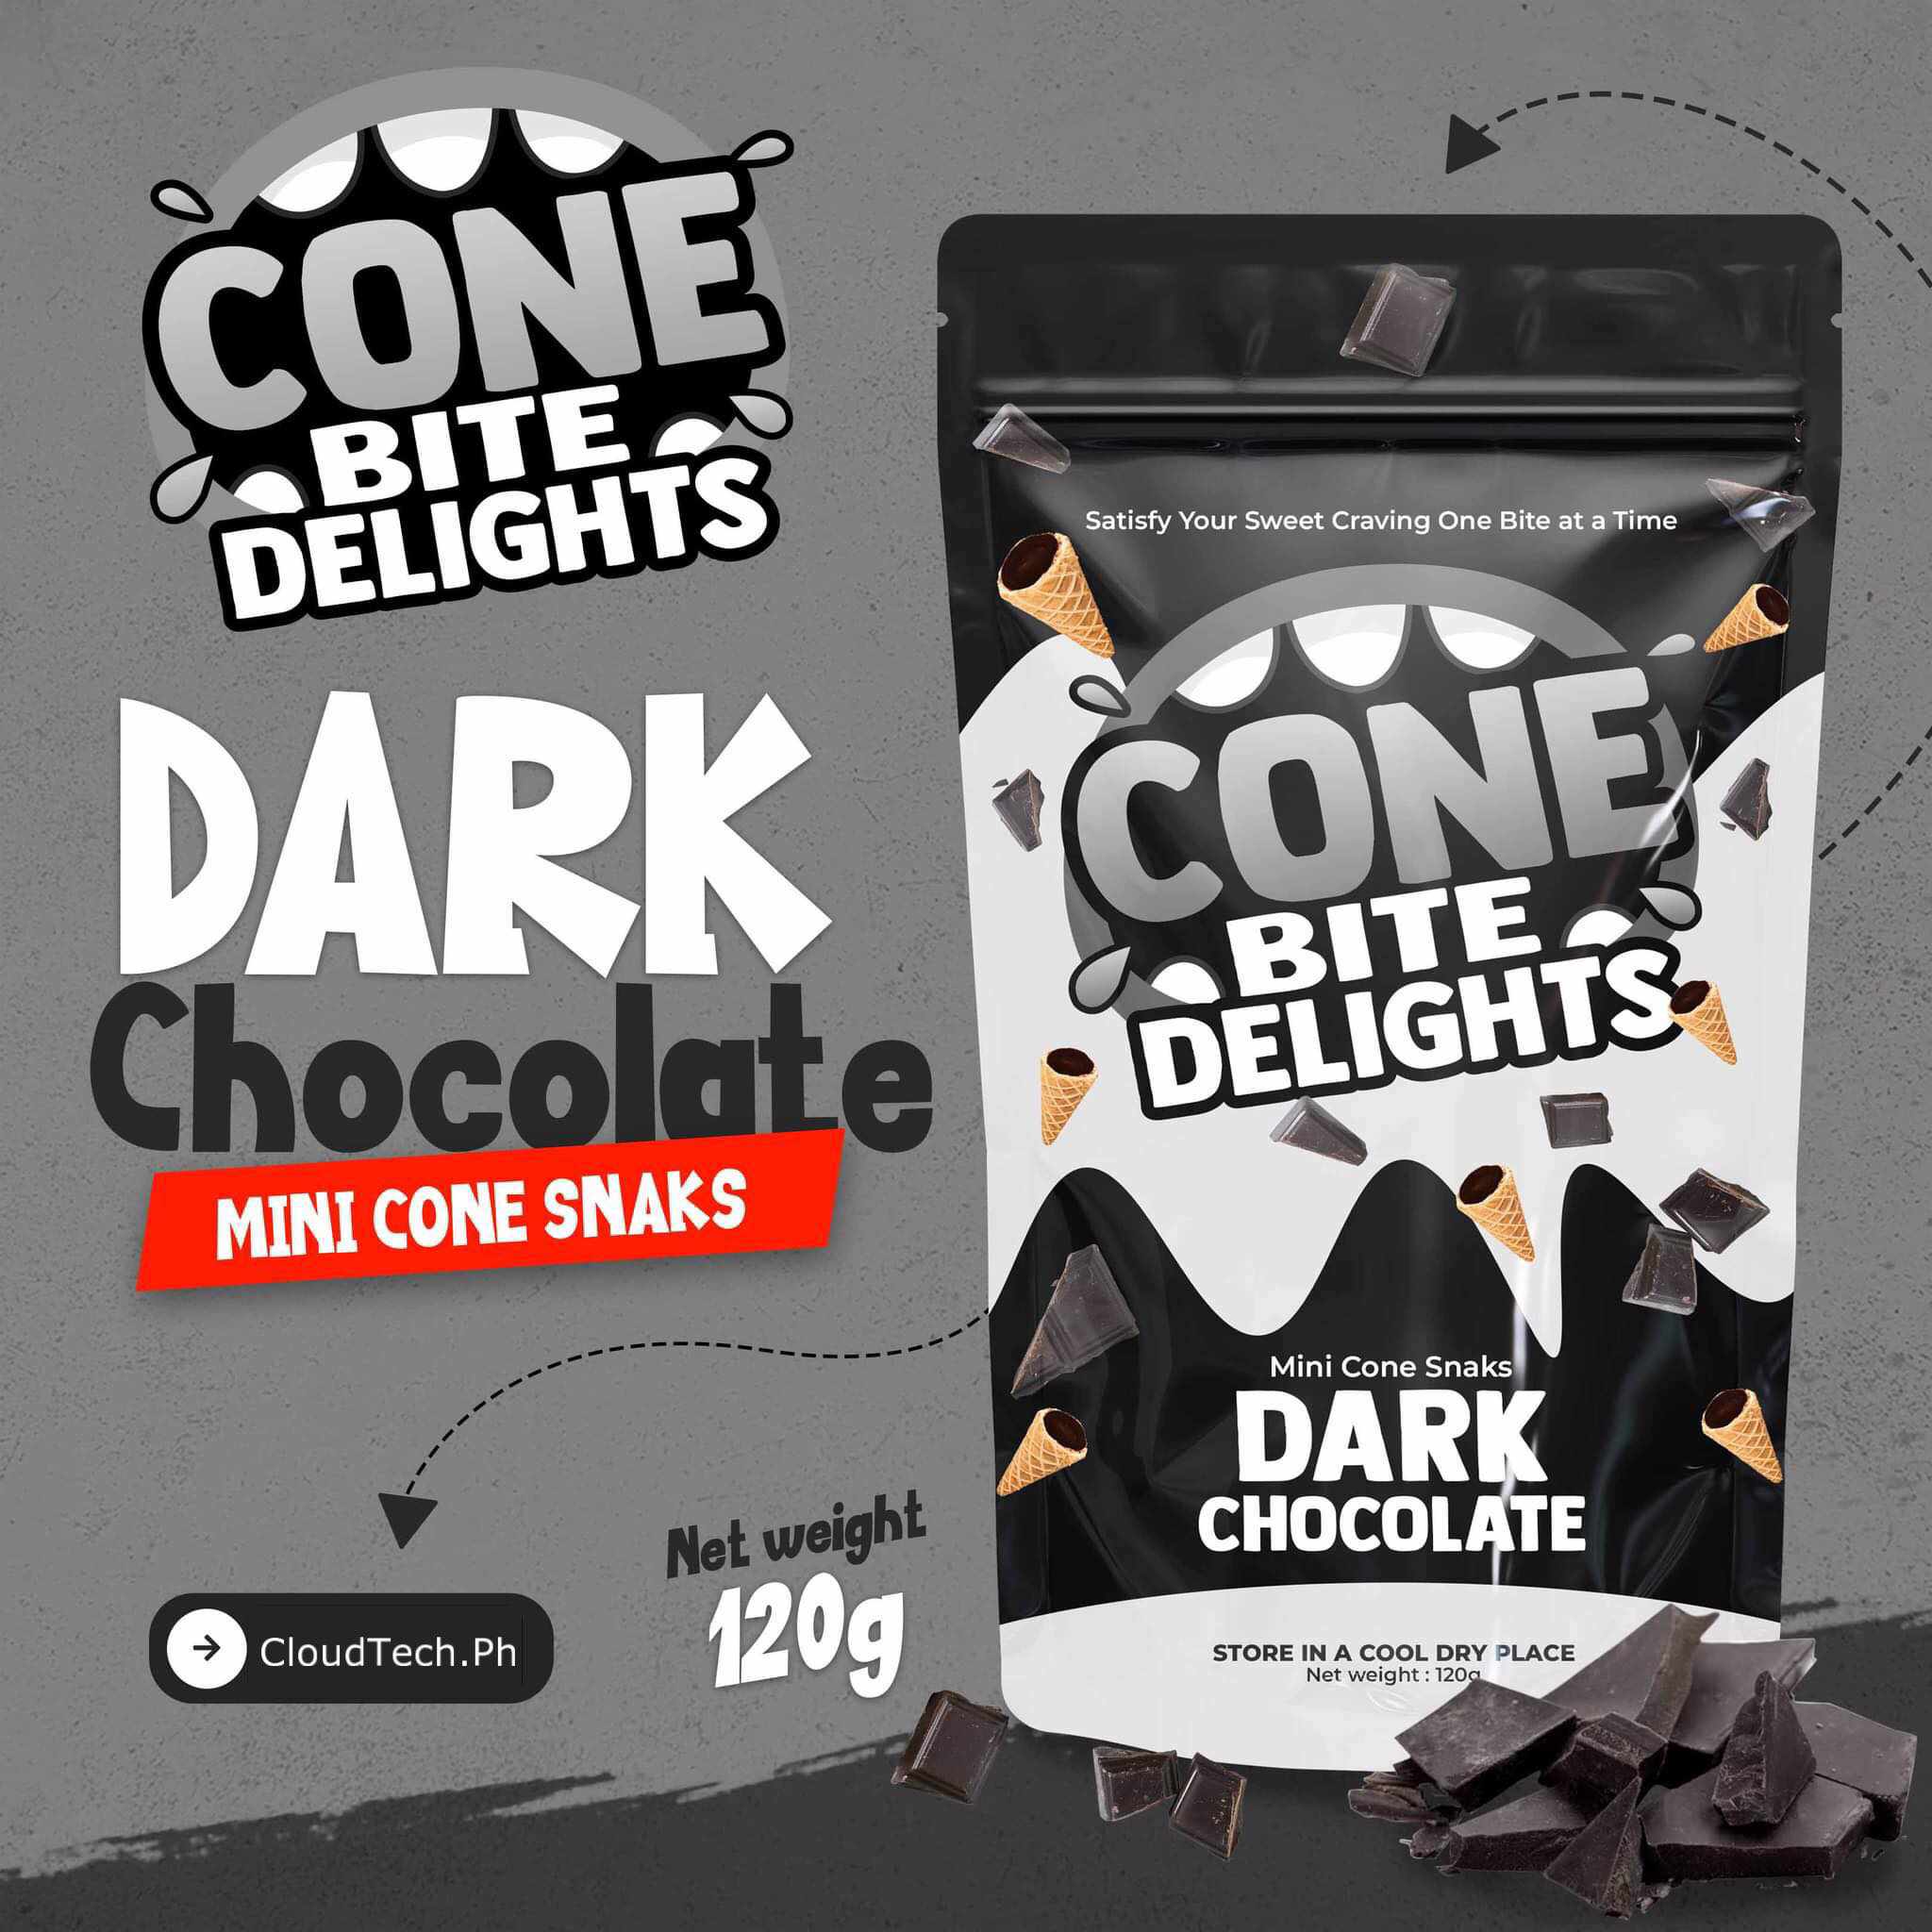 CONE
BITE
DELIGHTS
DARK
Chocolate
MINI CONE SNAKS
Net weight
120g
CloudTech.Ph
Satisfy Your Sweet Craving One Bite at a Time
CONE
BITE
DELIGHTS
Mini Cone Snaks
DARK
CHOCOLATE
STORE IN A COOL DRY PLACE
Net weight : 120g